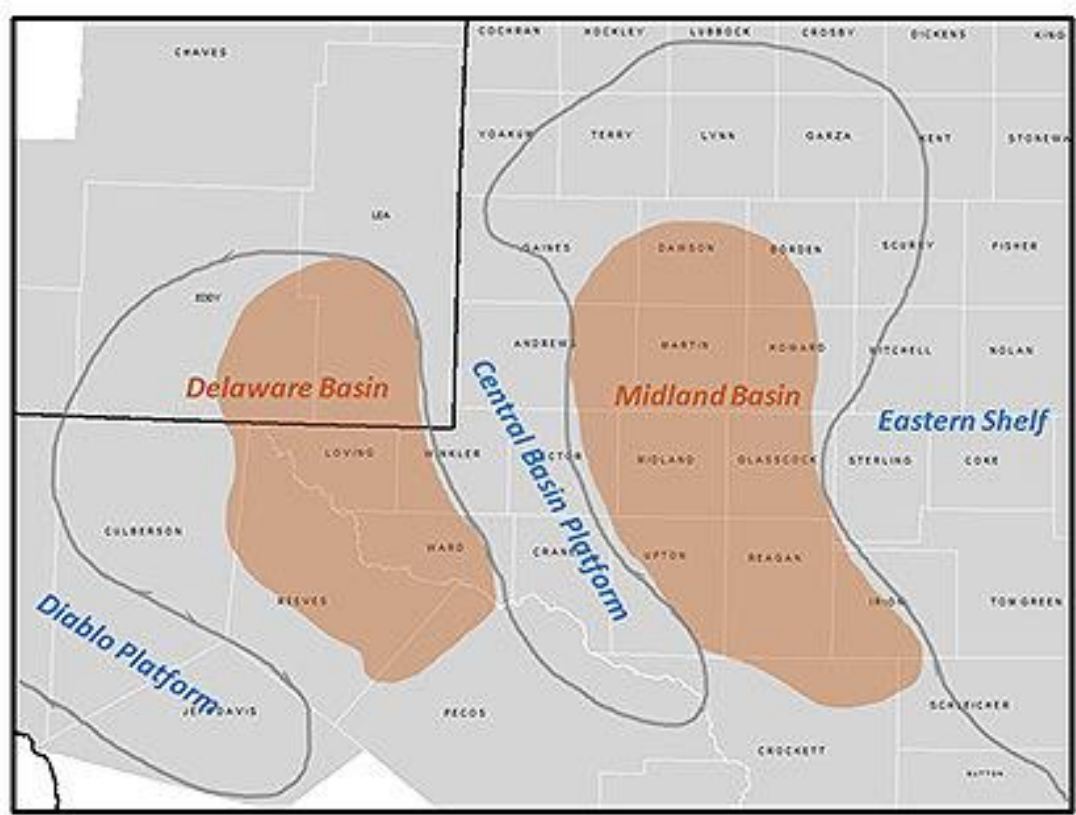 CHAVES
COCHRAN
HOCKLEY
LUBBOCK
CROSBY
DICKENS
KING
YOAKUM
TERRY
LYNN
GARZA
KENT
STONEWA
LEA
GAINES
DAWSON
BORDEN
SCURRY
FISHER
EDDY
ANDREWS
MARTIN
HOWARD
MITCHELL
NOLAN
Delaware Basin
Central Basin Platform
Midland Basin
Eastern Shelf
LOVING
WINKLER
ECTOR
MIDLAND
GLASSCOCK
STERLING
COKE
CULBERSON
WARD
CRANE
UPTON
REAGAN
REEVES
IRION
TOM GREEN
Diablo Platform
JEFF DAVIS
PECOS
SCHLEICHER
CROCKETT
SUTTON